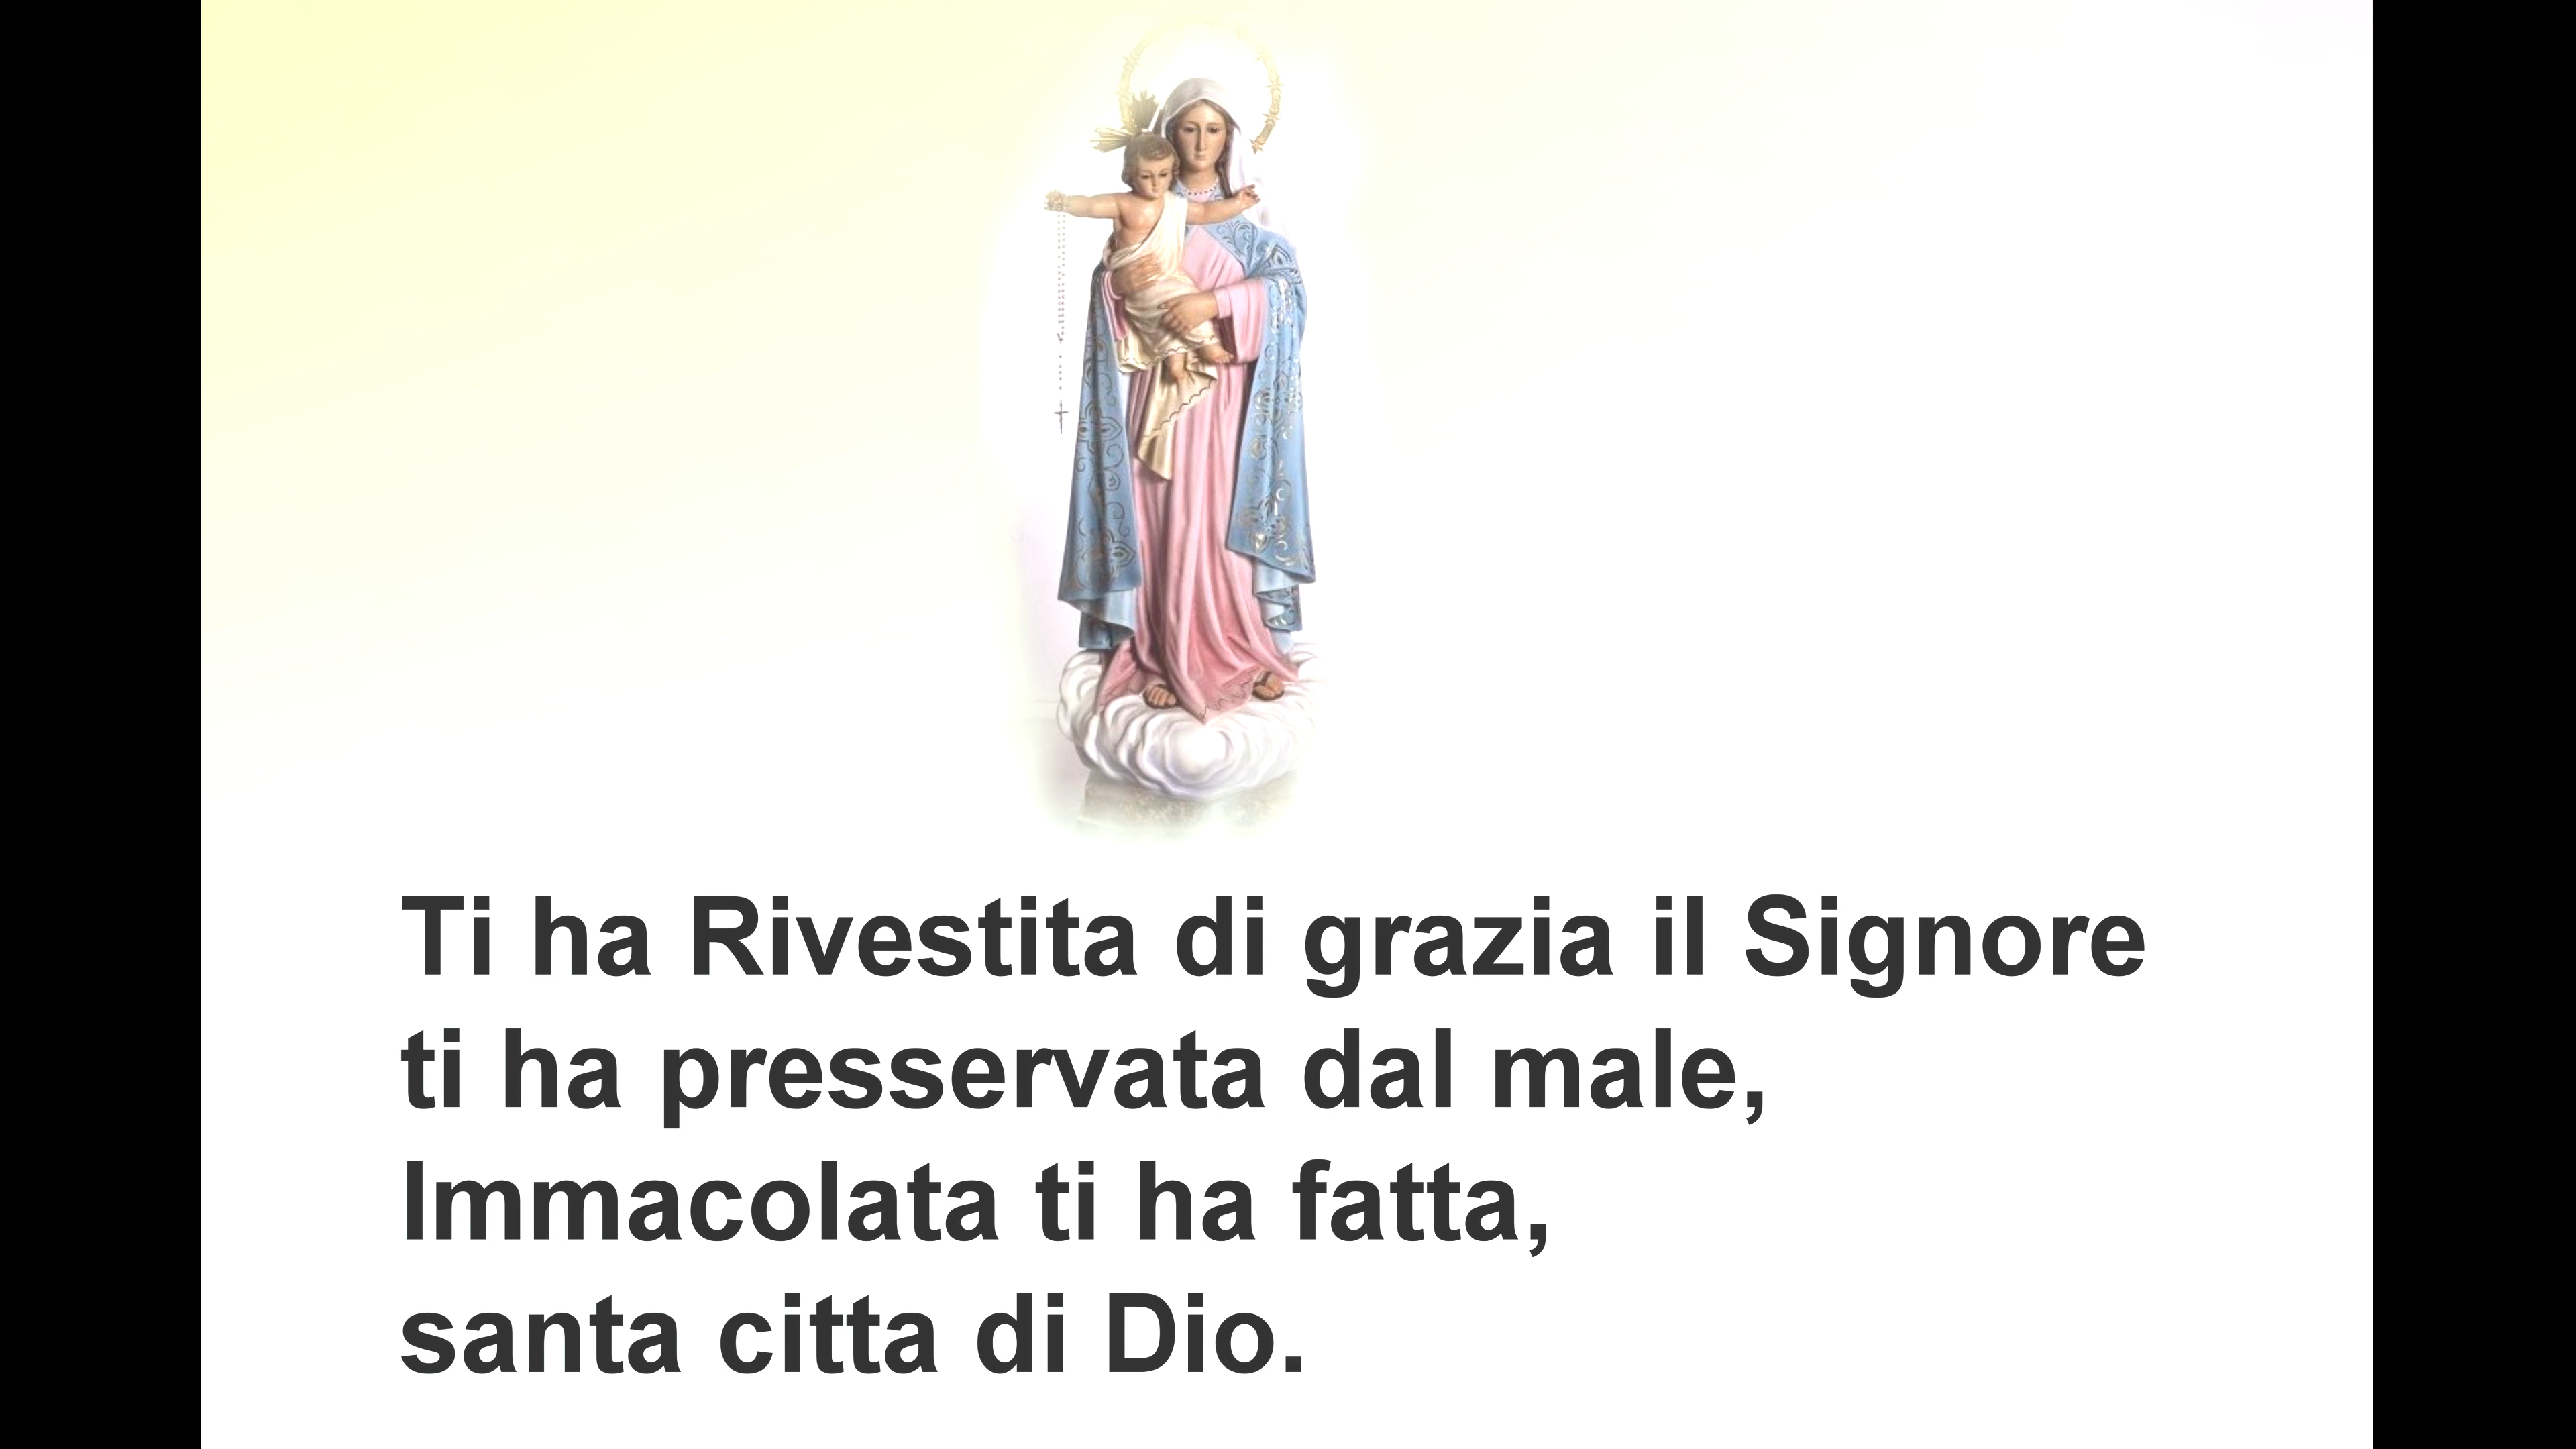 Ti ha Rivestita di grazia il Signore
ti ha presservata dal male,
Immacolata ti ha fatta,
santa citta di Dio.